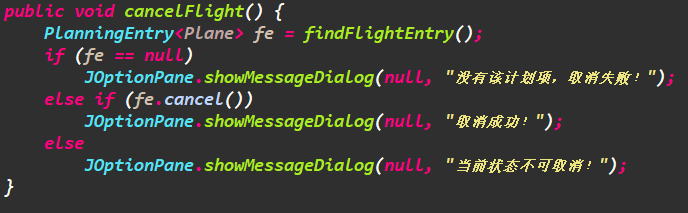 public void cancelFlight() {
PlanningEntry<Plane> fe = findFlightEntry();
if (fe == null)
JOptionPane.showMessageDialog(null, "没有该计划项，取消失败！");
else if (fe.cancel())
JOptionPane.showMessageDialog(null, "取消成功！");
else
JOptionPane.showMessageDialog(null, "当前状态不可取消！");
}